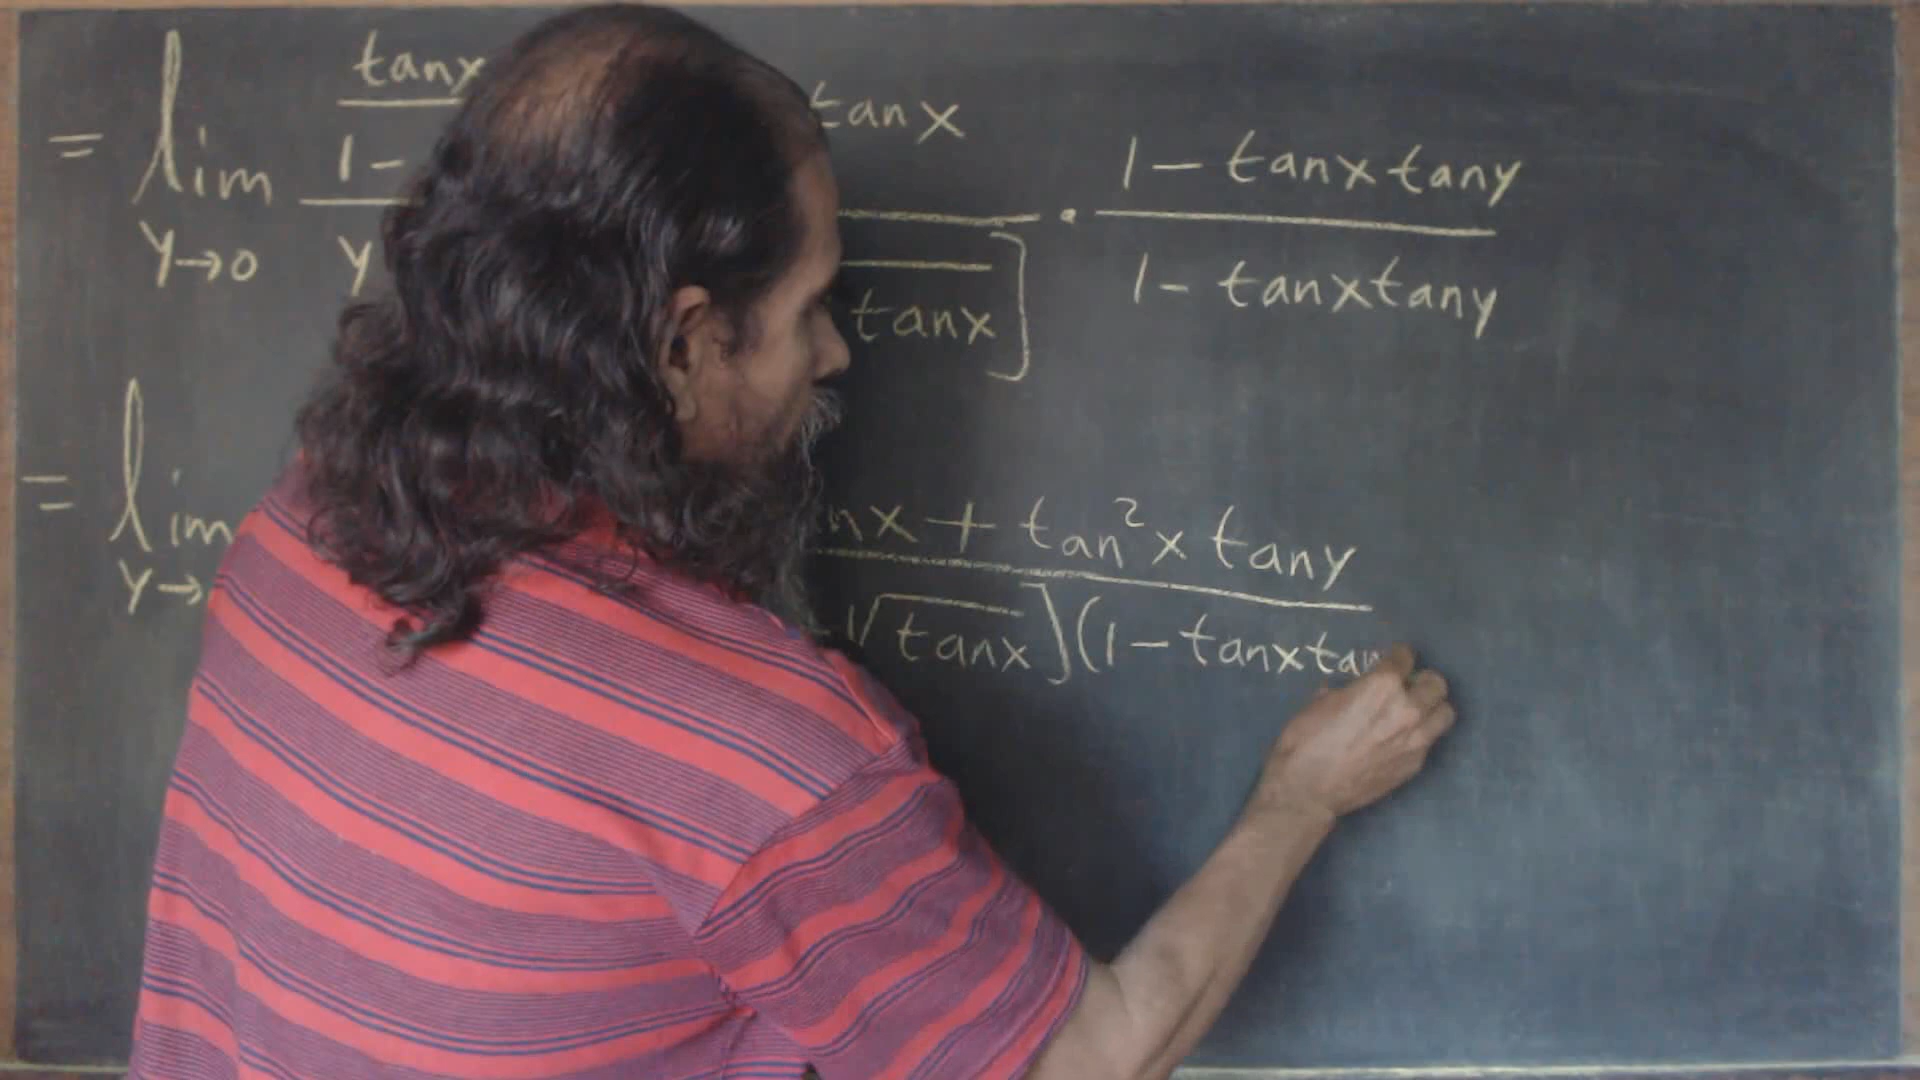 tanx tanx
= lim 1 - · 1 - tanxtany
y→0 y tanx ] 1 - tanxtany
= lim nx + tan²x tany
y→ √tanx ](1 - tanxtan